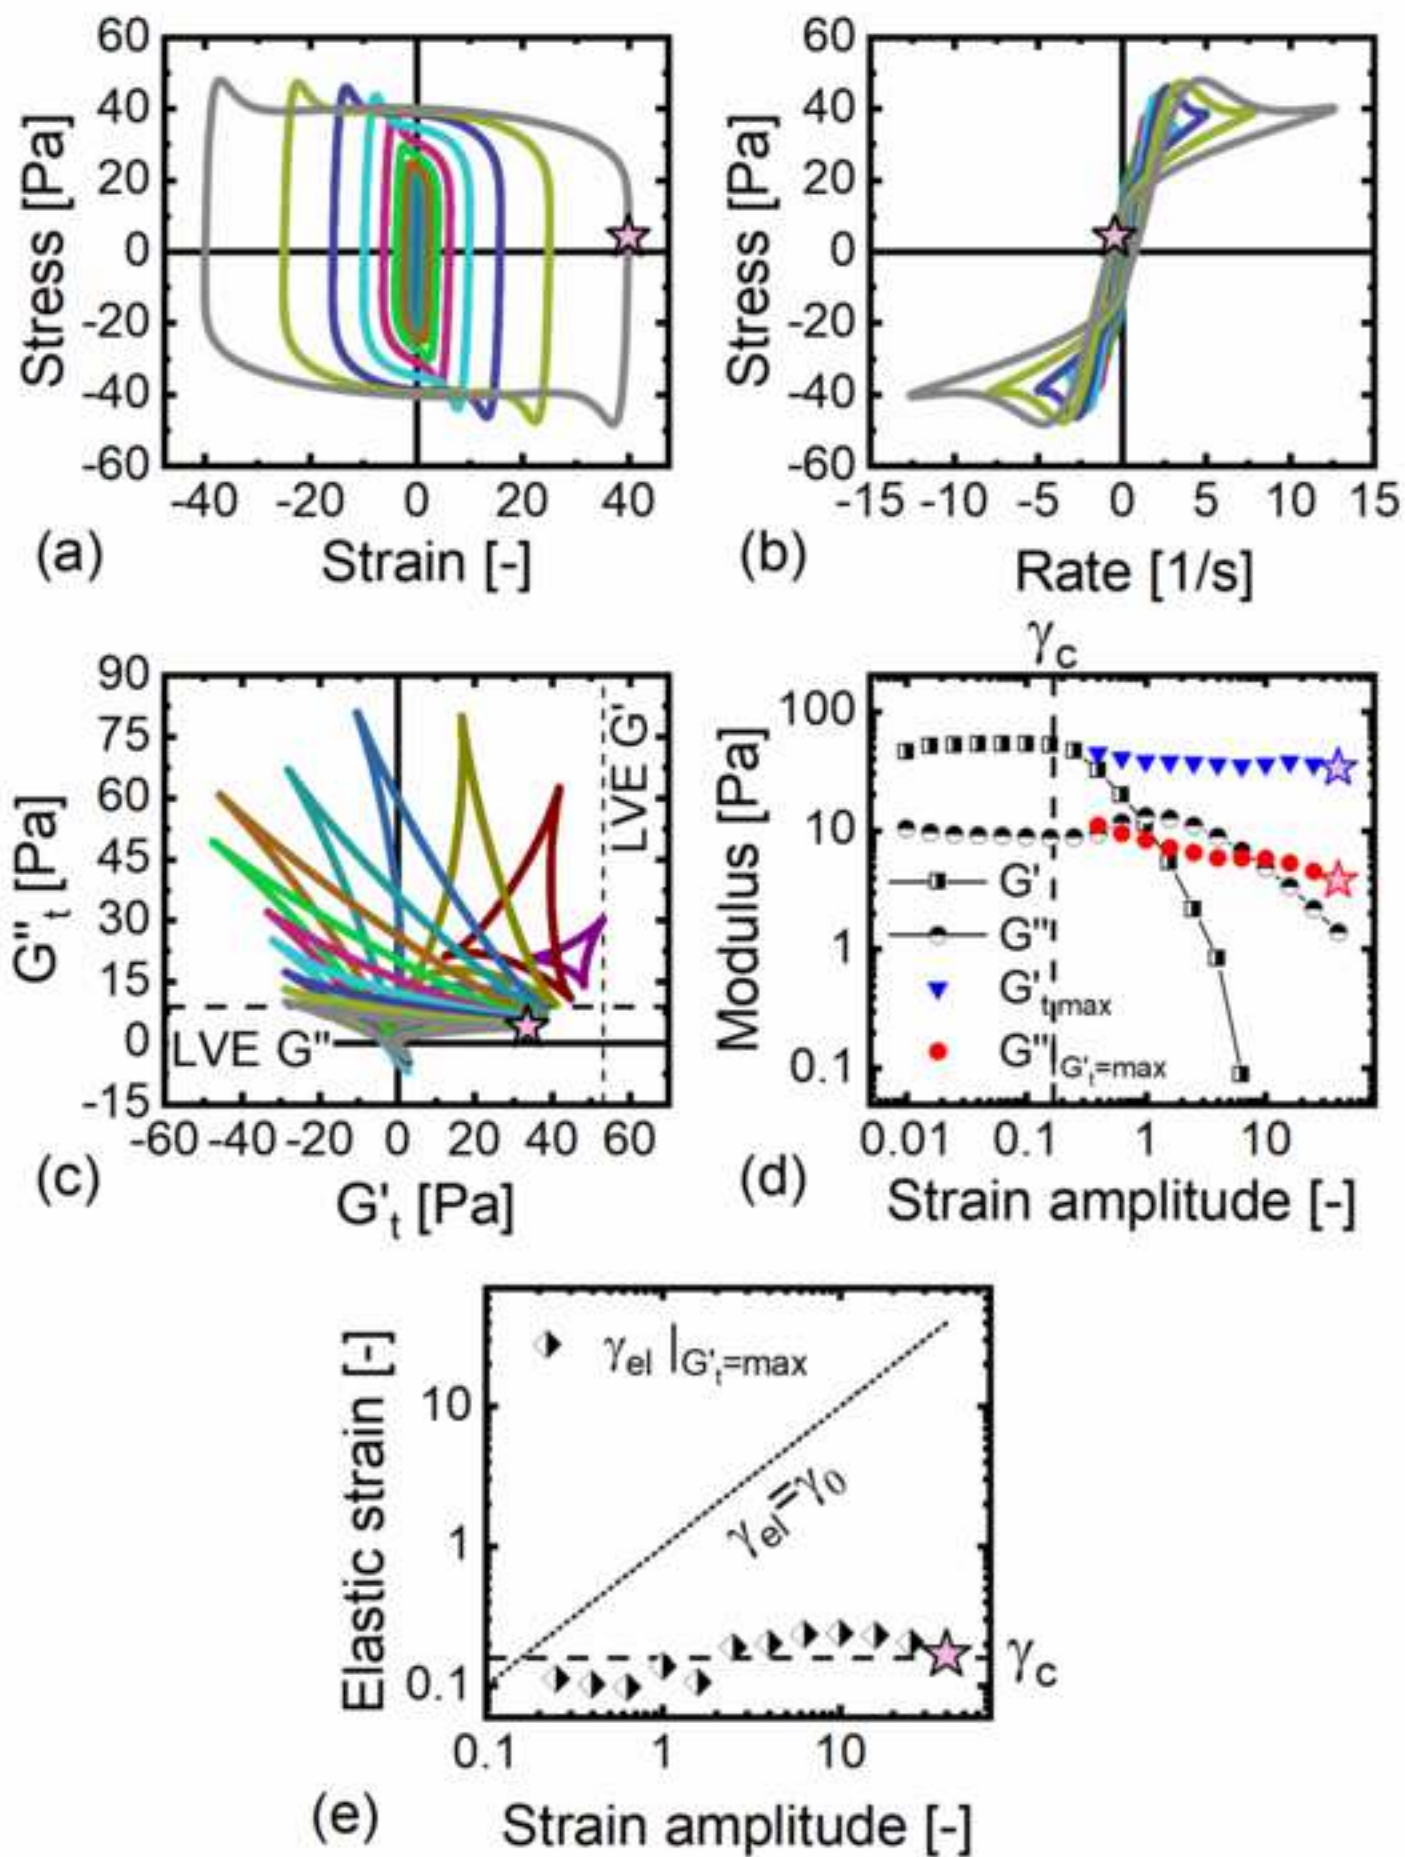 60
40
20
0
-20
-40
-60
Stress [Pa]
-40 -20 0 20 40
(a) Strain [-]
60
40
20
0
-20
-40
-60
Stress [Pa]
-15 -10 -5 0 5 10 15
(b) Rate [1/s]
90
75
60
45
30
15
0
-15
G"t [Pa]
LVE G'
LVE G"
-60 -40 -20 0 20 40 60
(c) G't [Pa]
γc
100
10
1
0.1
Modulus [Pa]
G'
G"
G't max
G"|G't=max
0.01 0.1 1 10
(d) Strain amplitude [-]
10
1
0.1
Elastic strain [-]
γel |G't=max
γel=γ0
γc
0.1 1 10
(e) Strain amplitude [-]